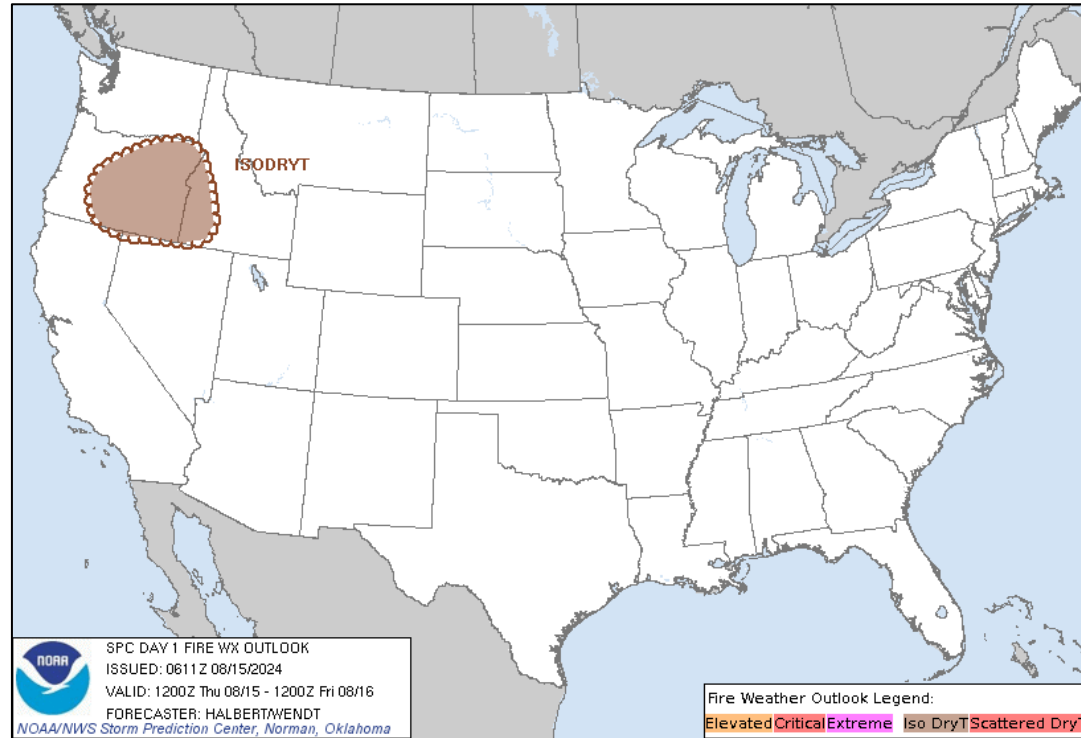 ISODRYT
NOAA
SPC DAY 1 FIRE WX OUTLOOK
ISSUED: 0611Z 08/15/2024
VALID: 1200Z Thu 08/15 - 1200Z Fri 08/16
FORECASTER: HALBERT/WENDT
NOAA/NWS Storm Prediction Center, Norman, Oklahoma
Fire Weather Outlook Legend:
Elevated Critical Extreme Iso DryT Scattered DryT